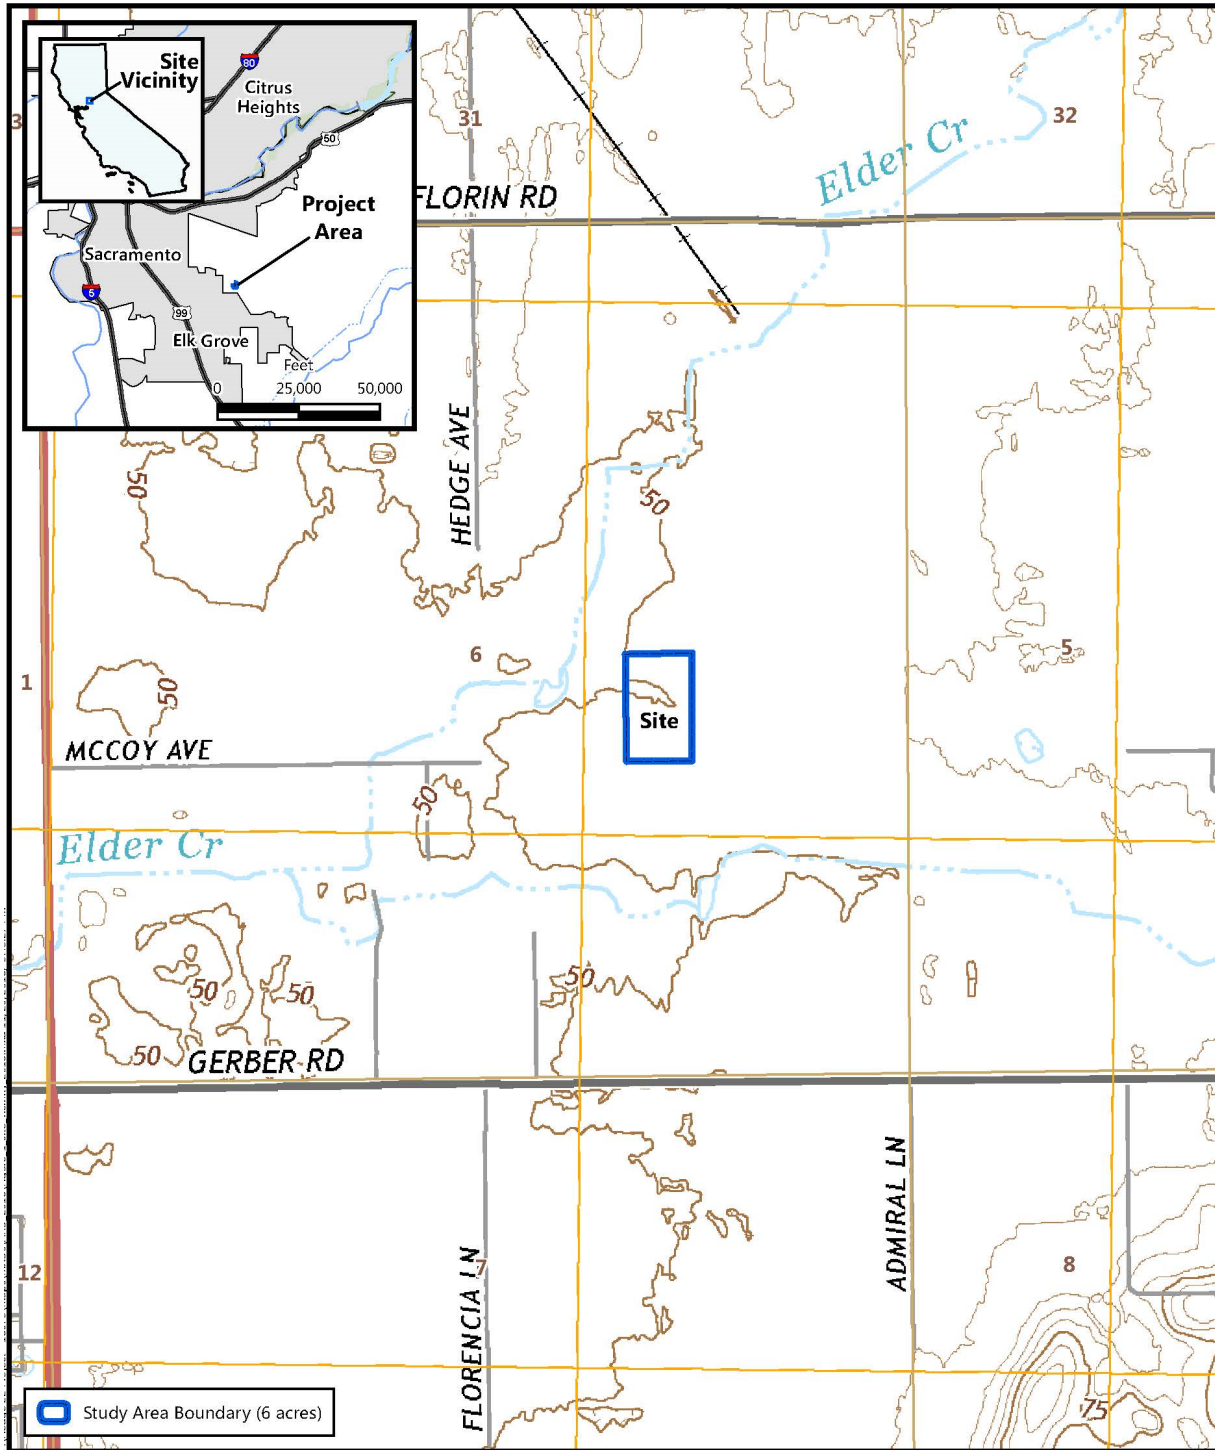 Site
Vicinity
80
Citrus
Heights
50
Project
Area
Sacramento
5
99
Elk Grove
Feet
0 25,000 50,000
3
31
32
FLORIN RD
Elder Cr
HEDGE AVE
50
50
6
5
1
50
Site
MCCOY AVE
50
Elder Cr
50
50
50
50
GERBER RD
ADMIRAL LN
FLORENCIA LN
7
8
12
75
Study Area Boundary (6 acres)